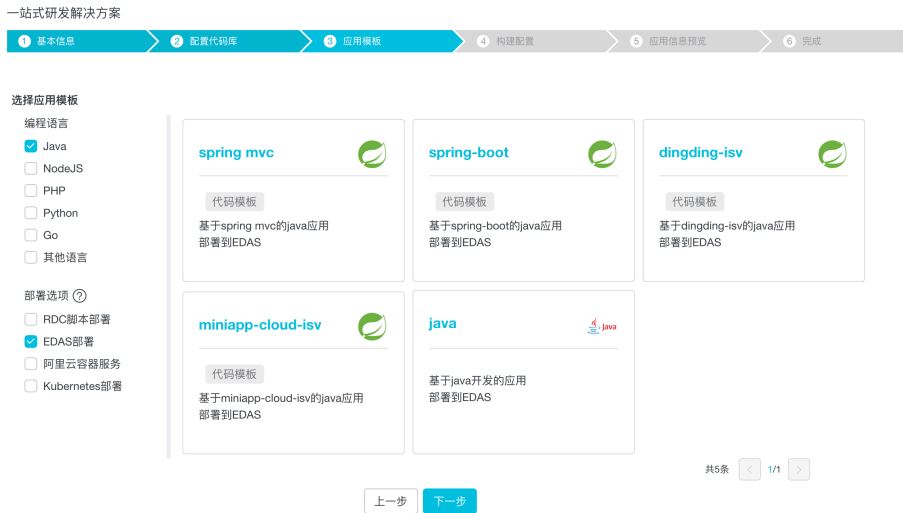 一站式研发解决方案
1 基本信息 2 配置代码库 3 应用模板 4 构建配置 5 应用信息预览 6 完成
选择应用模板
编程语言
Java
NodeJS
PHP
Python
Go
其他语言
部署选项 ?
RDC脚本部署
EDAS部署
阿里云容器服务
Kubernetes部署
spring mvc
代码模板
基于spring mvc的java应用
部署到EDAS
spring-boot
代码模板
基于spring-boot的java应用
部署到EDAS
dingding-isv
代码模板
基于dingding-isv的java应用
部署到EDAS
miniapp-cloud-isv
代码模板
基于miniapp-cloud-isv的java应用
部署到EDAS
java
Java
基于java开发的应用
部署到EDAS
共5条 < 1/1 >
上一步 下一步